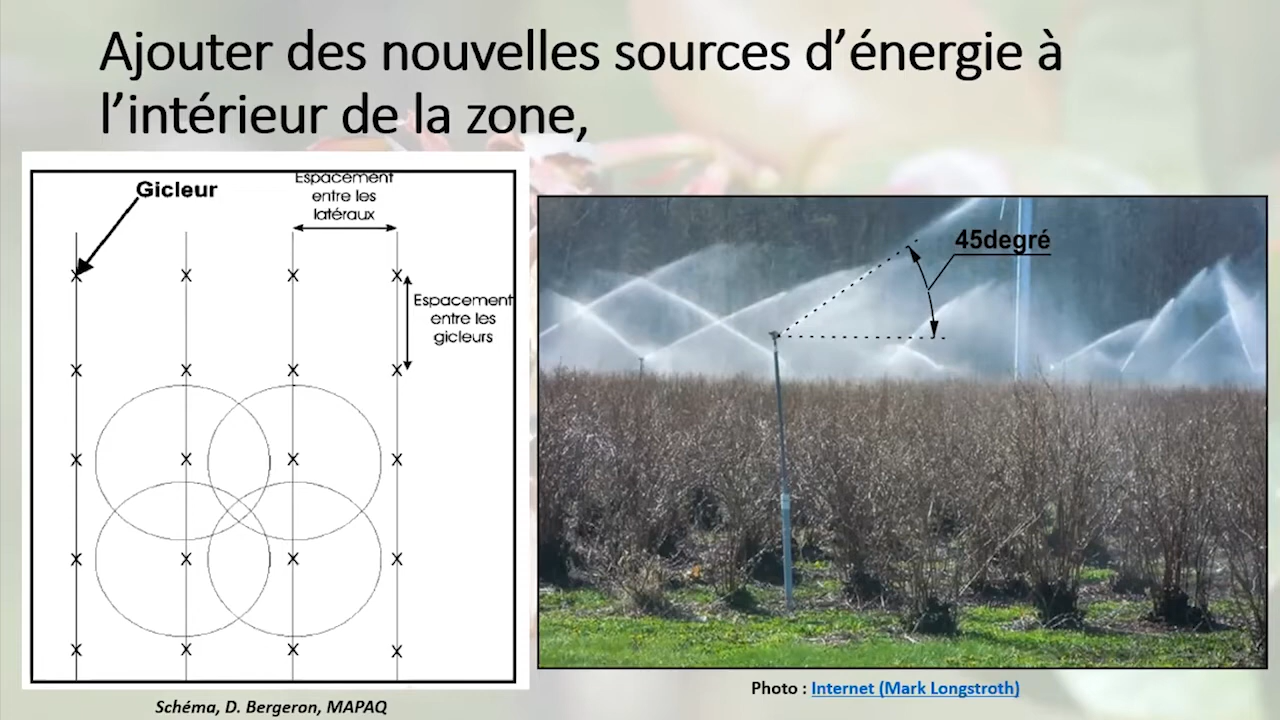 Ajouter des nouvelles sources d’énergie à
l’intérieur de la zone,
Gicleur
Espacement
entre les
latéraux
Espacement
entre les
gicleurs
X X X X
X X X X
X X X X
X X X X
X X X X
Schéma, D. Bergeron, MAPAQ
45degré
Photo : Internet (Mark Longstroth)